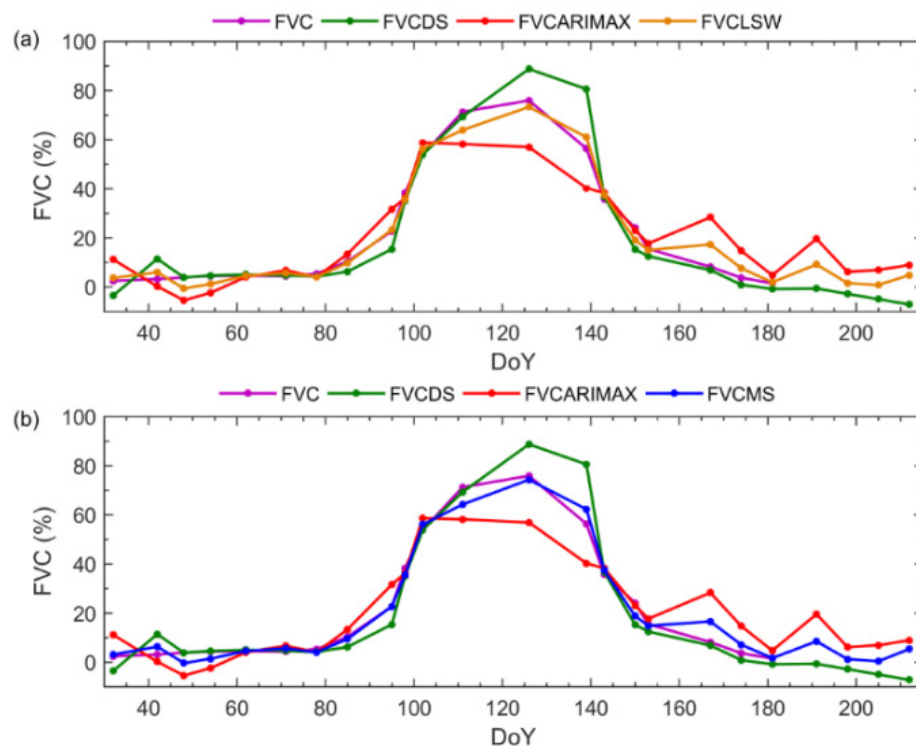 FVC FVCDS FVCARIMAX FVCLSW
(a)
100
80
60
40
20
0
FVC (%)
40 60 80 100 120 140 160 180 200
DoY
FVC FVCDS FVCARIMAX FVCMS
(b)
100
80
60
40
20
0
FVC (%)
40 60 80 100 120 140 160 180 200
DoY